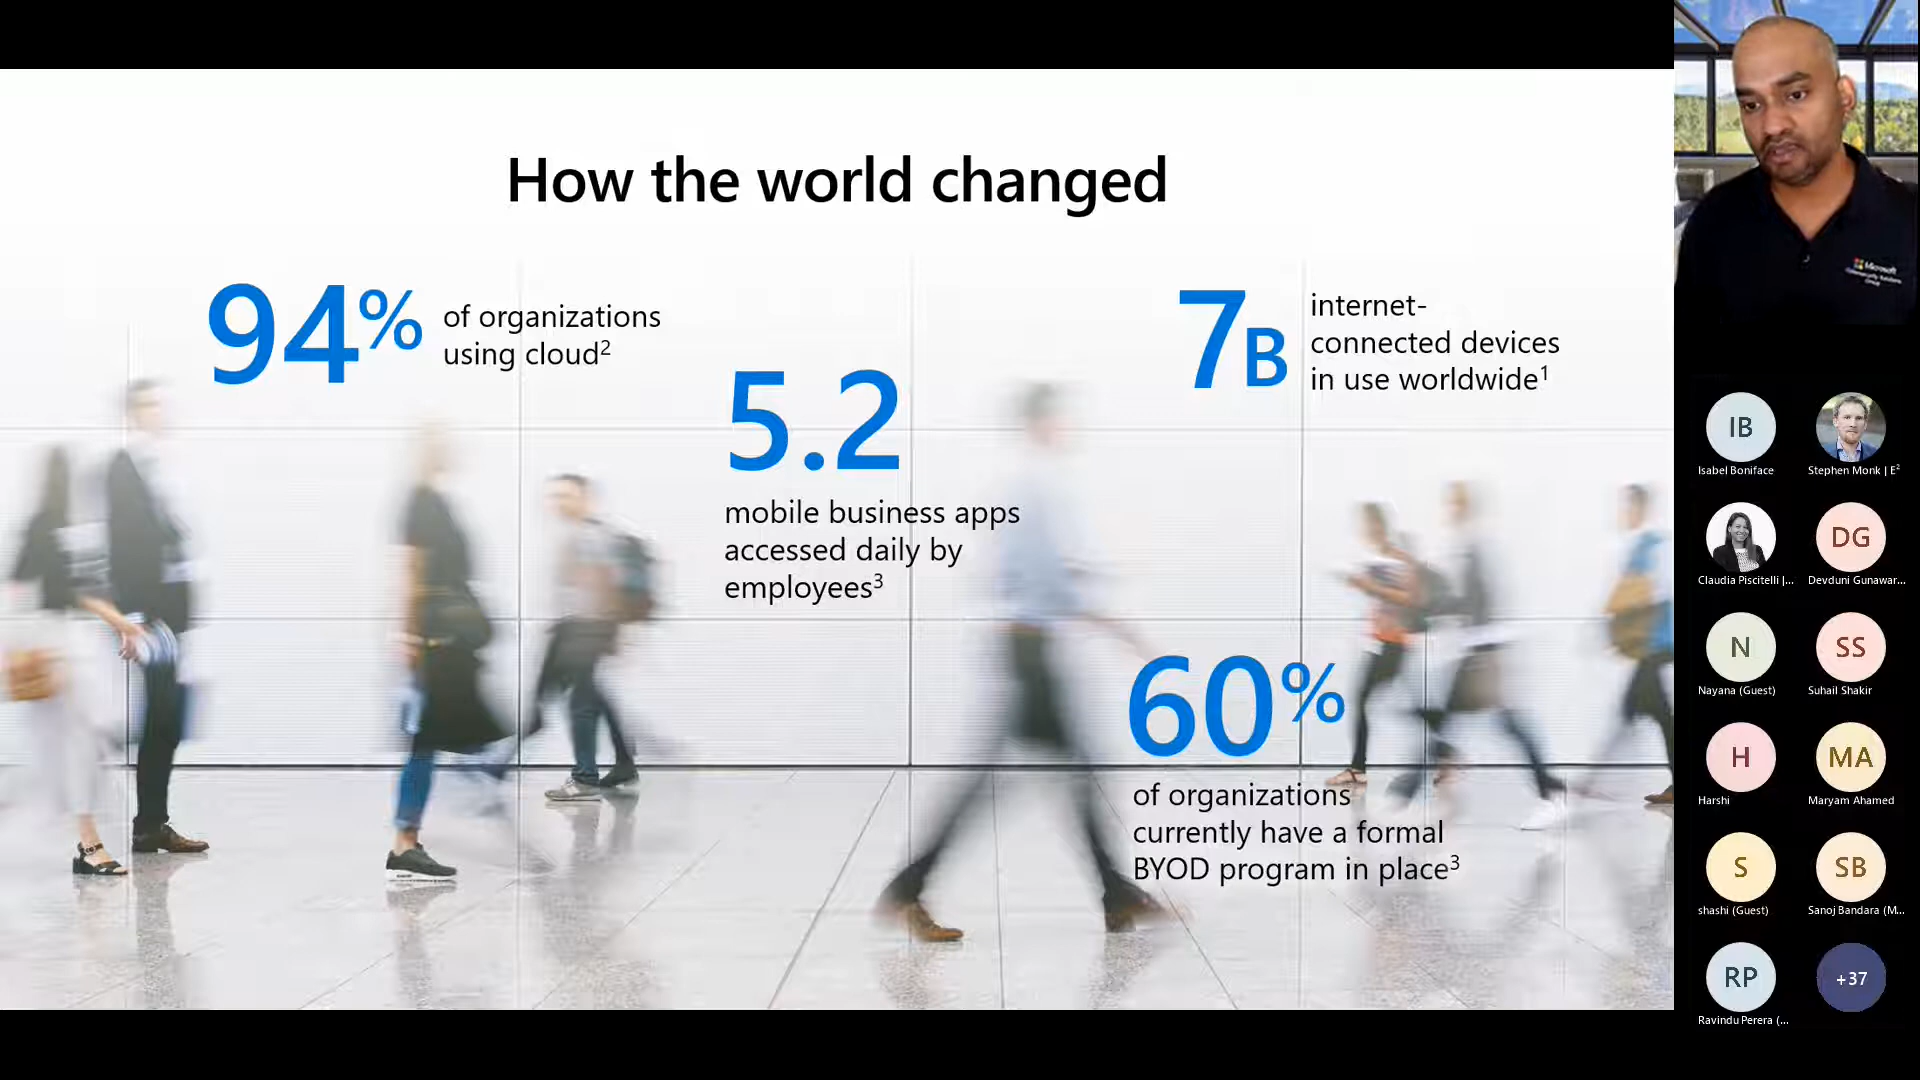 How the world changed
94% of organizations
using cloud2
5.2
mobile business apps
accessed daily by
employees3
7B internet-
connected devices
in use worldwide1
60%
of organizations
currently have a formal
BYOD program in place3
Microsoft
IB
Isabel Boniface
Stephen Monk | E²
Claudia Piscitelli |...
DG
Devduni Gunawar...
N
Nayana (Guest)
SS
Suhail Shakir
H
Harshi
MA
Maryam Ahamed
S
shashi (Guest)
SB
Sanoj Bandara (M...
RP
Ravindu Perera (...
+37